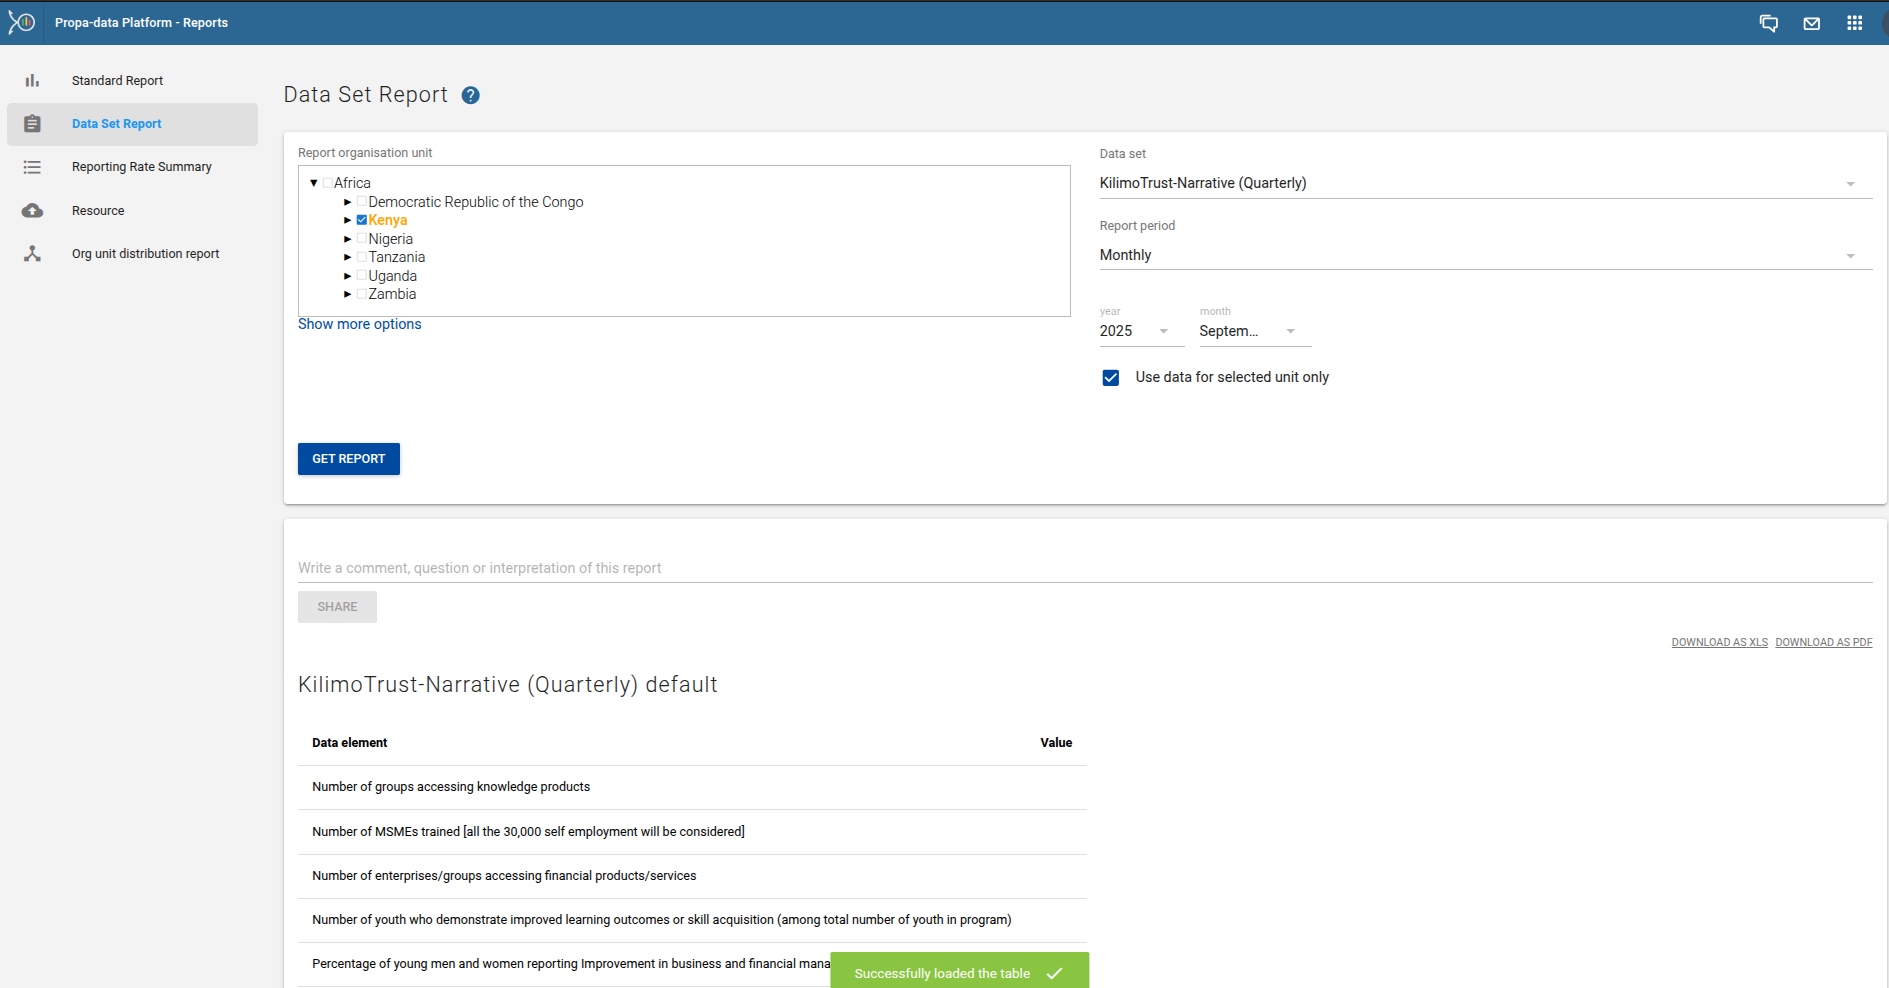 Propa-data Platform - Reports
Standard Report
Data Set Report
Reporting Rate Summary
Resource
Org unit distribution report
Data Set Report ?
Report organisation unit
Africa
Democratic Republic of the Congo
Kenya
Nigeria
Tanzania
Uganda
Zambia
Show more options
Data set
KilimoTrust-Narrative (Quarterly)
Report period
Monthly
year month
2025 Septem...
Use data for selected unit only
GET REPORT
Write a comment, question or interpretation of this report
SHARE
DOWNLOAD AS XLS DOWNLOAD AS PDF
KilimoTrust-Narrative (Quarterly) default
Data element Value
Number of groups accessing knowledge products
Number of MSMEs trained [all the 30,000 self employment will be considered]
Number of enterprises/groups accessing financial products/services
Number of youth who demonstrate improved learning outcomes or skill acquisition (among total number of youth in program)
Percentage of young men and women reporting Improvement in business and financial mana
Successfully loaded the table